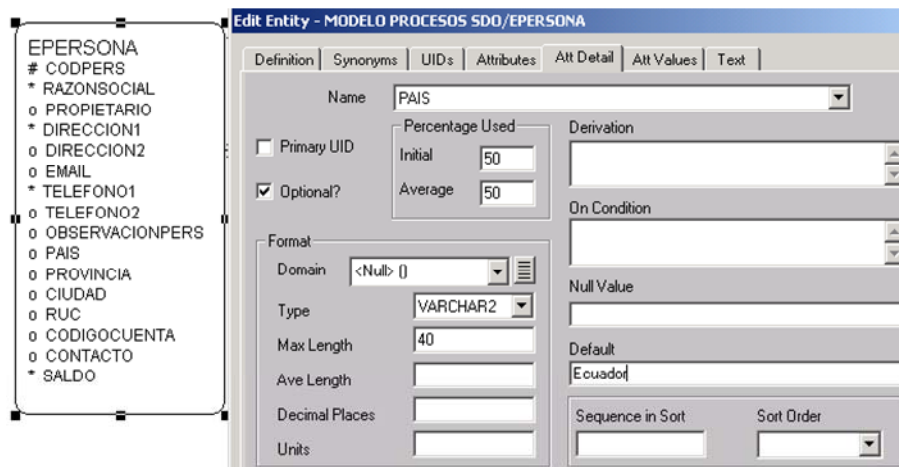 EPERSONA
# CODPERS
* RAZONSOCIAL
o PROPIETARIO
* DIRECCION1
o DIRECCION2
o EMAIL
* TELEFONO1
o TELEFONO2
o OBSERVACIONPERS
o PAIS
o PROVINCIA
o CIUDAD
o RUC
o CODIGOCUENTA
o CONTACTO
* SALDO
Edit Entity - MODELO PROCESOS SDO/EPERSONA
Definition Synonyms UIDs Attributes Att Detail Att Values Text
Name PAIS
Primary UID
Optional?
Percentage Used
Initial 50
Average 50
Format
Domain <Null> ()
Type VARCHAR2
Max Length 40
Ave Length
Decimal Places
Units
Derivation
On Condition
Null Value
Default
Ecuador
Sequence in Sort Sort Order